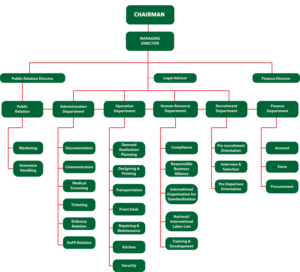 CHAIRMAN
MANAGING
DIRECTOR
Public Relation Director
Legal Advisor
Finance Director
Public
Relation
Administration
Department
Operation
Department
Human Resource
Department
Recruitment
Department
Finance
Department
Marketing
Grievance
Handling
Documentation
Communication
Medical
Screening
Ticketing
Embassy
Relation
DoFE Relation
Demand
Realization
Planning
Designing &
Printing
Transportation
Front Desk
Repairing &
Maintenance
Kitchen
Security
Compliance
Responsible
Business
Alliance
International
Organization for
Standardization
National/
International
Labor Law
Training &
Development
Pre recruitment
Orientation
Interview &
Selection
Pre Departure
Orientation
Account
Store
Procurement